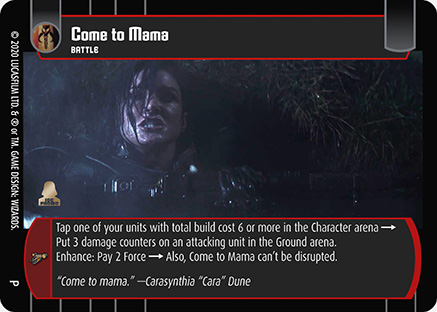 Come to Mama
BATTLE
© 2020 LUCASFILM LTD. & ® or TM. GAME DESIGN: WIZARDS.
P
Tap one of your units with total build cost 6 or more in the Character arena →
Put 3 damage counters on an attacking unit in the Ground arena.
Enhance: Pay 2 Force → Also, Come to Mama can't be disrupted.
"Come to mama." —Carasynthia "Cara" Dune